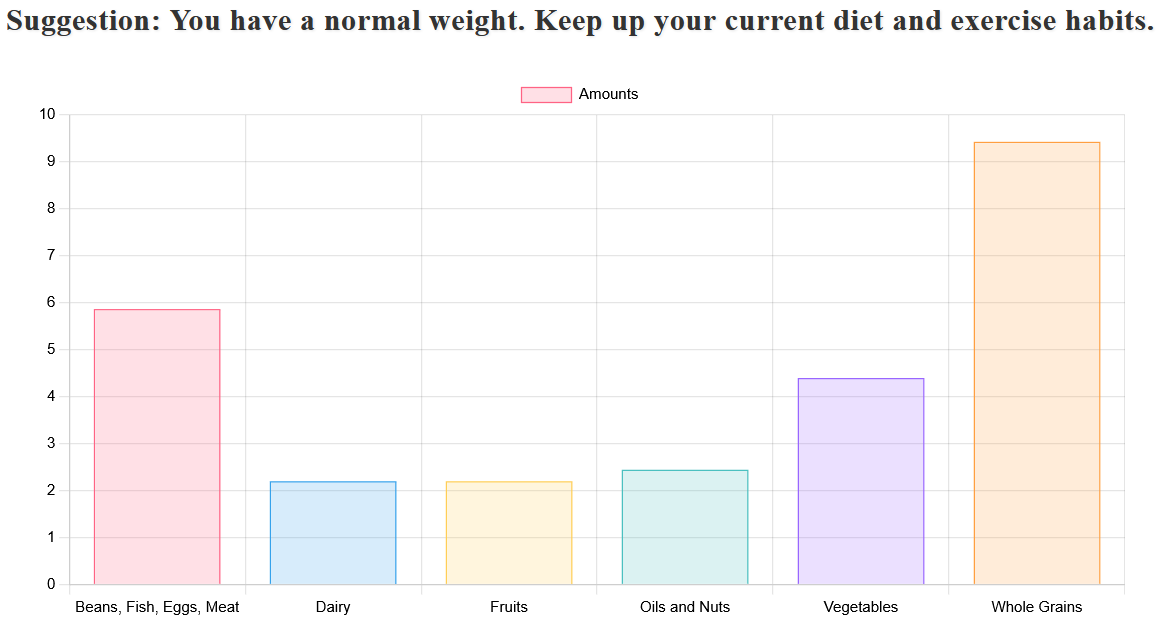 Suggestion: You have a normal weight. Keep up your current diet and exercise habits.
Amounts
10
9
8
7
6
5
4
3
2
1
0
Beans, Fish, Eggs, Meat
Dairy
Fruits
Oils and Nuts
Vegetables
Whole Grains